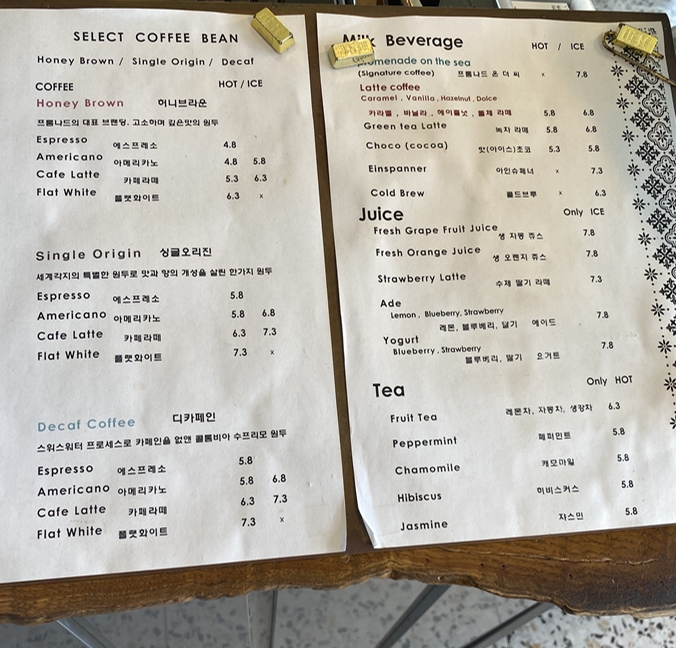 SELECT COFFEE BEAN
Honey Brown / Single Origin / Decaf
COFFEE HOT / ICE
Honey Brown 허니브라운
프롬나드의 대표 브랜딩. 고소하며 깊은맛의 원두
Espresso 에스프레소 4.8
Americano 아메리카노 4.8 5.8
Cafe Latte 카페라떼 5.3 6.3
Flat White 플랫화이트 6.3 x
Single Origin 싱글오리진
세계각지의 특별한 원두로 맛과 향의 개성을 살린 한가지 원두
Espresso 에스프레소 5.8
Americano 아메리카노 5.8 6.8
Cafe Latte 카페라떼 6.3 7.3
Flat White 플랫화이트 7.3 x
Decaf Coffee 디카페인
스위스워터 프로세스로 카페인을 없앤 콜롬비아 수프리모 원두
Espresso 에스프레소 5.8
Americano 아메리카노 5.8 6.8
Cafe Latte 카페라떼 6.3 7.3
Flat White 플랫화이트 7.3 x
Milk Beverage HOT / ICE
Promenade on the sea
(Signature coffee) 프롬나드 온 더 씨 x 7.8
Latte coffee
Caramel , Vanilla , Hazelnut , Dolce
카라멜 , 바닐라 , 헤이즐넛 , 돌체 라떼 5.8 6.8
Green tea Latte 녹차 라떼 5.8 6.8
Choco (cocoa) 핫(아이스)초코 5.3 5.8
Einspanner 아인슈페너 x 7.3
Cold Brew 콜드브루 x 6.3
Juice Only ICE
Fresh Grape Fruit Juice 생 자몽 쥬스 7.8
Fresh Orange Juice 생 오렌지 쥬스 7.8
Strawberry Latte 수제 딸기 라떼 7.3
Ade
Lemon , Blueberry, Strawberry
레몬, 블루베리, 딸기 에이드 7.8
Yogurt
Blueberry , Strawberry 7.8
블루베리, 딸기 요거트
Tea Only HOT
Fruit Tea 레몬차, 자몽차, 생강차 6.3
Peppermint 페퍼민트 5.8
Chamomile 캐모마일 5.8
Hibiscus 히비스커스 5.8
Jasmine 자스민 5.8